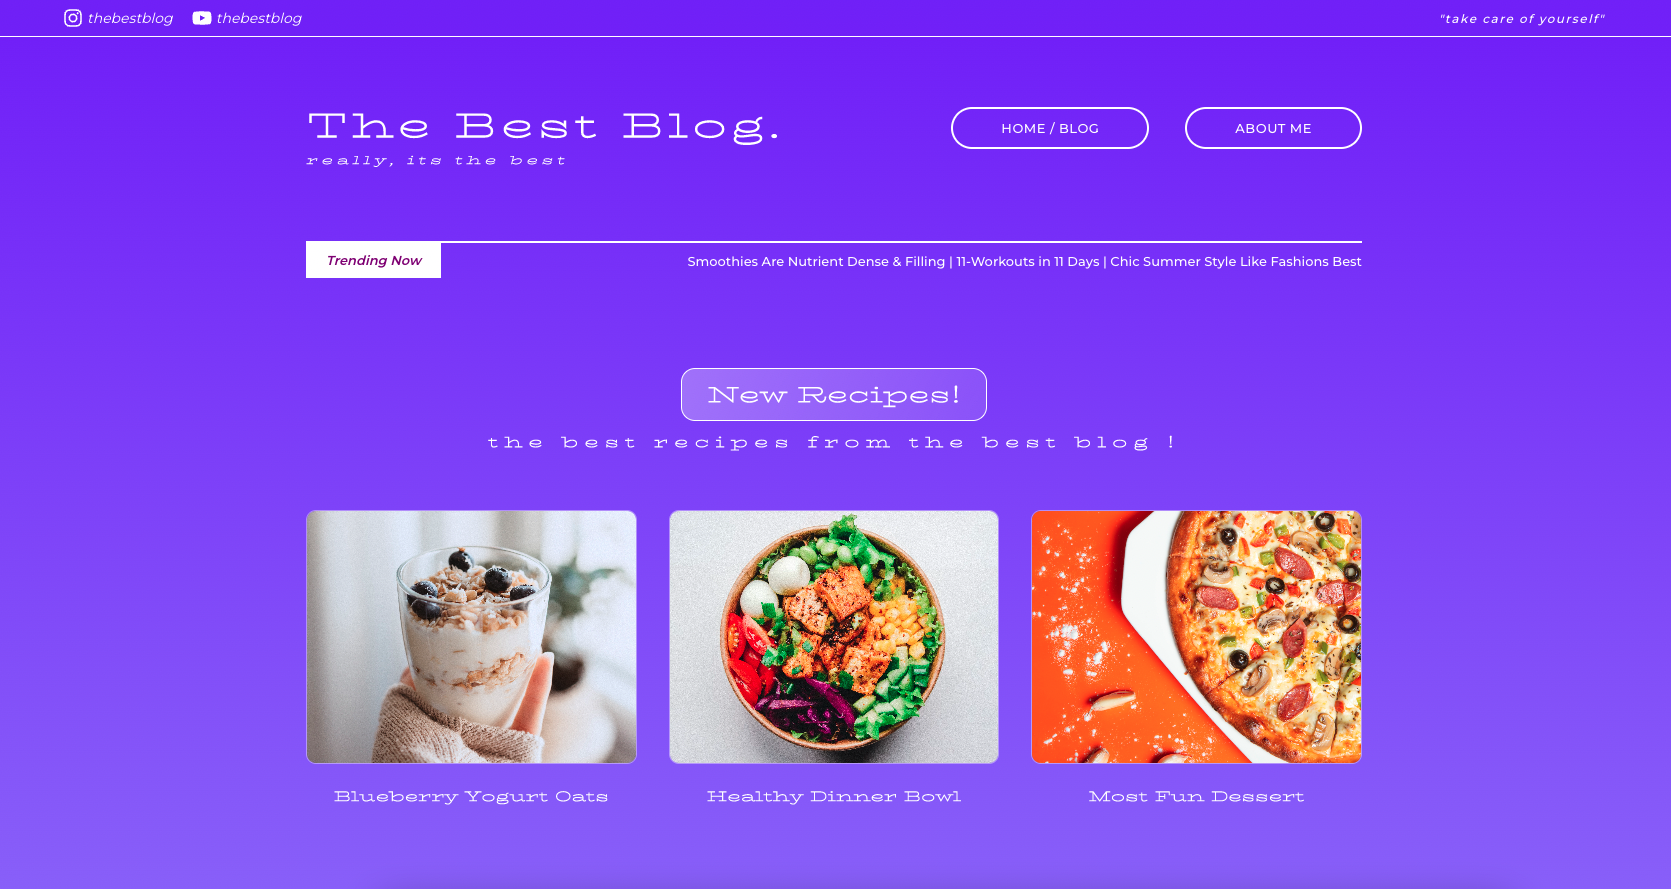 thebestblog thebestblog "take care of yourself"
The Best Blog.
really, its the best
HOME / BLOG ABOUT ME
Trending Now Smoothies Are Nutrient Dense & Filling | 11-Workouts in 11 Days | Chic Summer Style Like Fashions Best
New Recipes!
the best recipes from the best blog !
Blueberry Yogurt Oats Healthy Dinner Bowl Most Fun Dessert